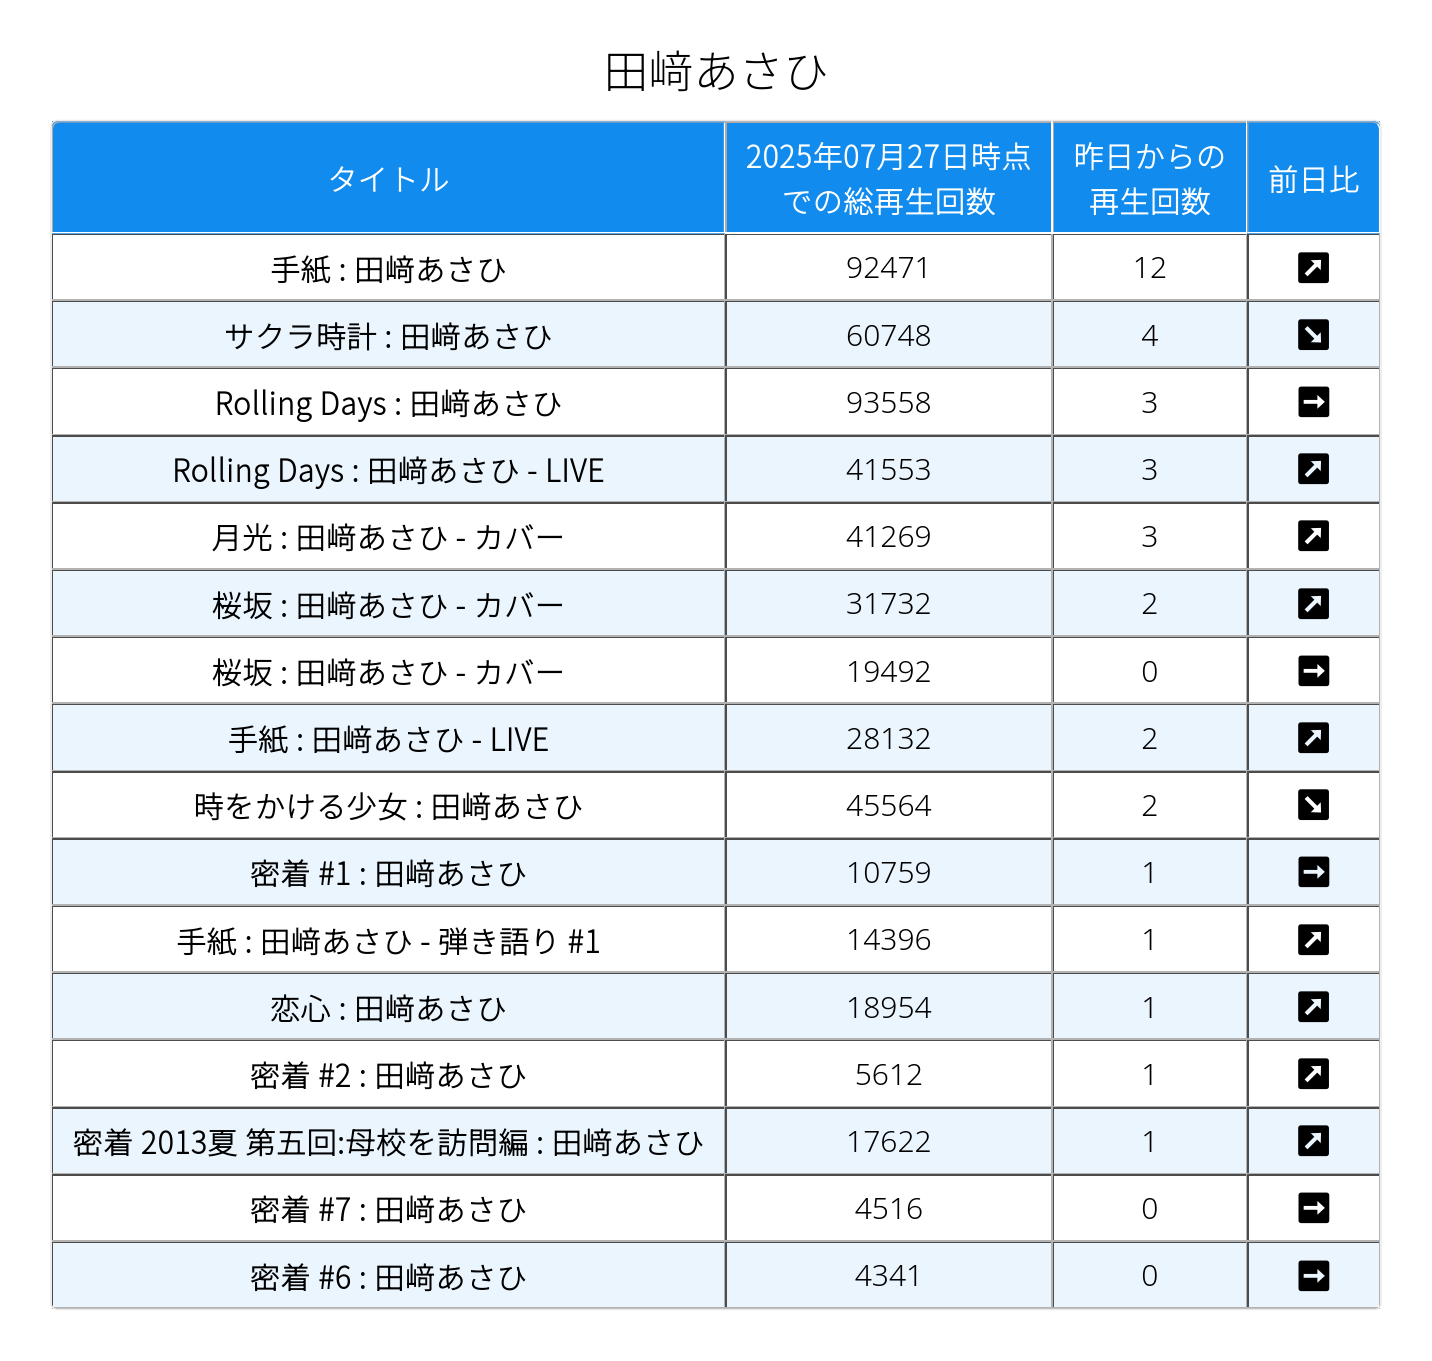 田﨑あさひ
タイトル 2025年07月27日時点での総再生回数 昨日からの再生回数 前日比
手紙 : 田﨑あさひ 92471 12 ↗
サクラ時計 : 田﨑あさひ 60748 4 ↘
Rolling Days : 田﨑あさひ 93558 3 →
Rolling Days : 田﨑あさひ - LIVE 41553 3 ↗
月光 : 田﨑あさひ - カバー 41269 3 ↗
桜坂 : 田﨑あさひ - カバー 31732 2 ↗
桜坂 : 田﨑あさひ - カバー 19492 0 →
手紙 : 田﨑あさひ - LIVE 28132 2 ↗
時をかける少女 : 田﨑あさひ 45564 2 ↘
密着 #1 : 田﨑あさひ 10759 1 →
手紙 : 田﨑あさひ - 弾き語り #1 14396 1 ↗
恋心 : 田﨑あさひ 18954 1 ↗
密着 #2 : 田﨑あさひ 5612 1 ↗
密着 2013夏 第五回:母校を訪問編 : 田﨑あさひ 17622 1 ↗
密着 #7 : 田﨑あさひ 4516 0 →
密着 #6 : 田﨑あさひ 4341 0 →